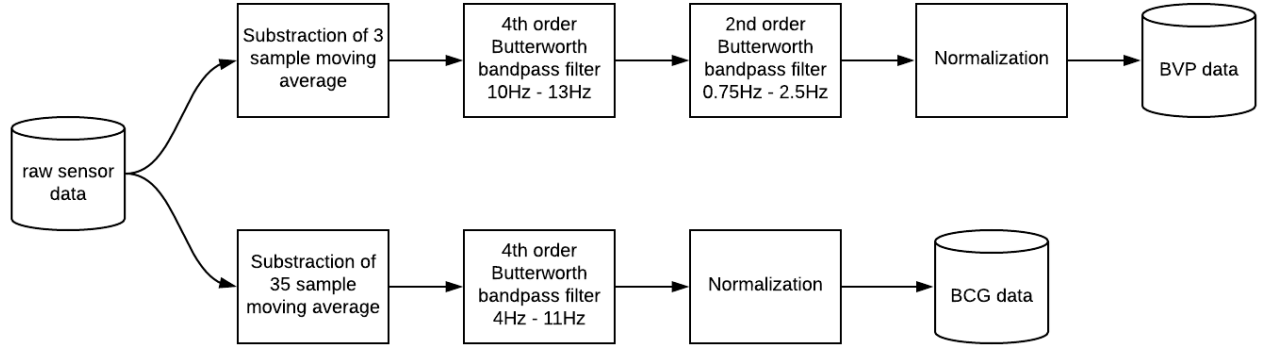 Substraction of 3
sample moving
average
4th order
Butterworth
bandpass filter
10Hz - 13Hz
2nd order
Butterworth
bandpass filter
0.75Hz - 2.5Hz
Normalization
BVP data
raw sensor
data
Substraction of
35 sample
moving average
4th order
Butterworth
bandpass filter
4Hz - 11Hz
Normalization
BCG data